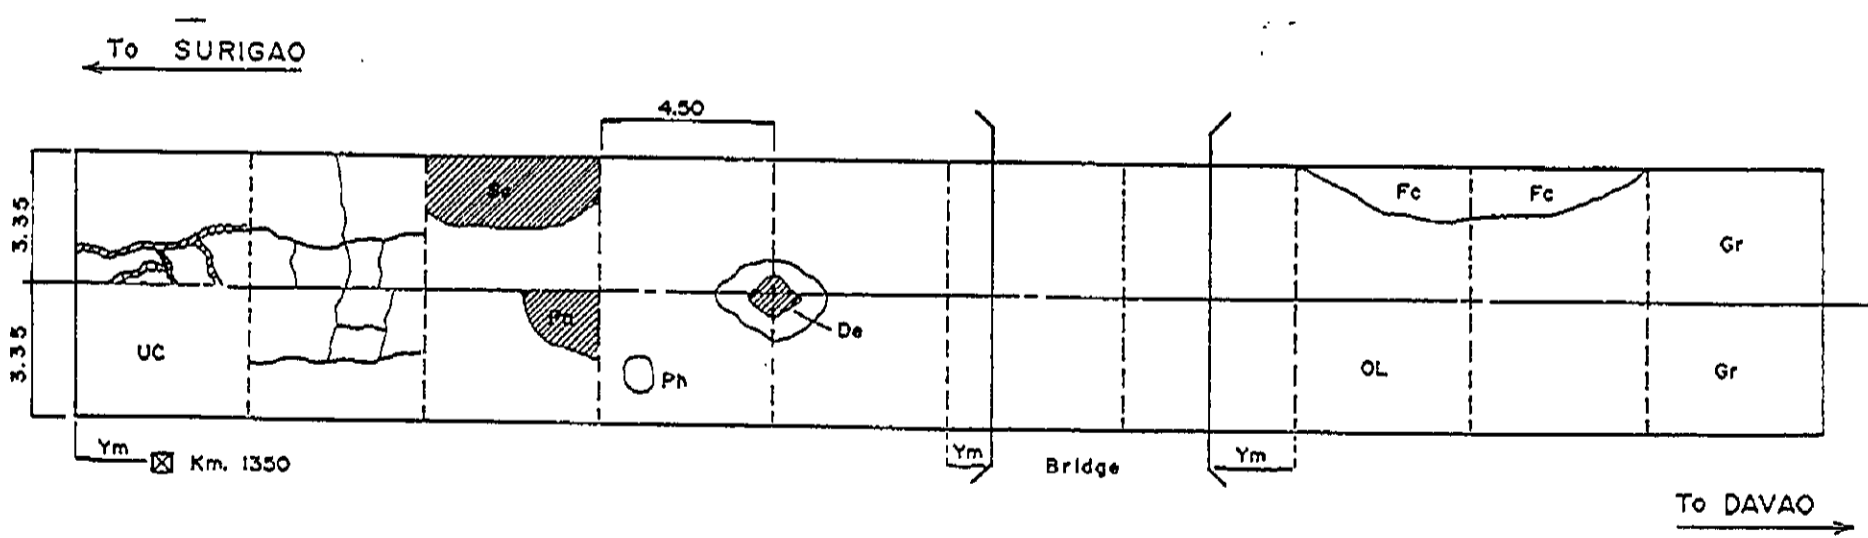 To SURIGAO
4.50
3.35
Fc
Fc
Gr
De
3.35
UC
Ph
OL
Gr
Ym
Km. 1350
Ym
Bridge
Ym
To DAVAO